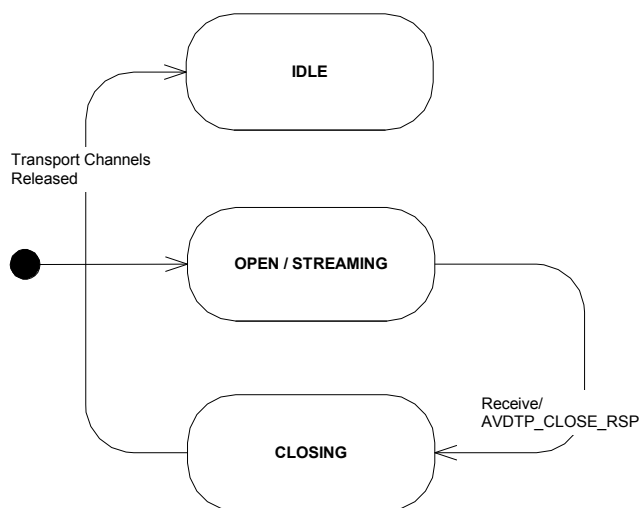 IDLE
Transport Channels
Released
OPEN / STREAMING
Receive/
AVDTP_CLOSE_RSP
CLOSING